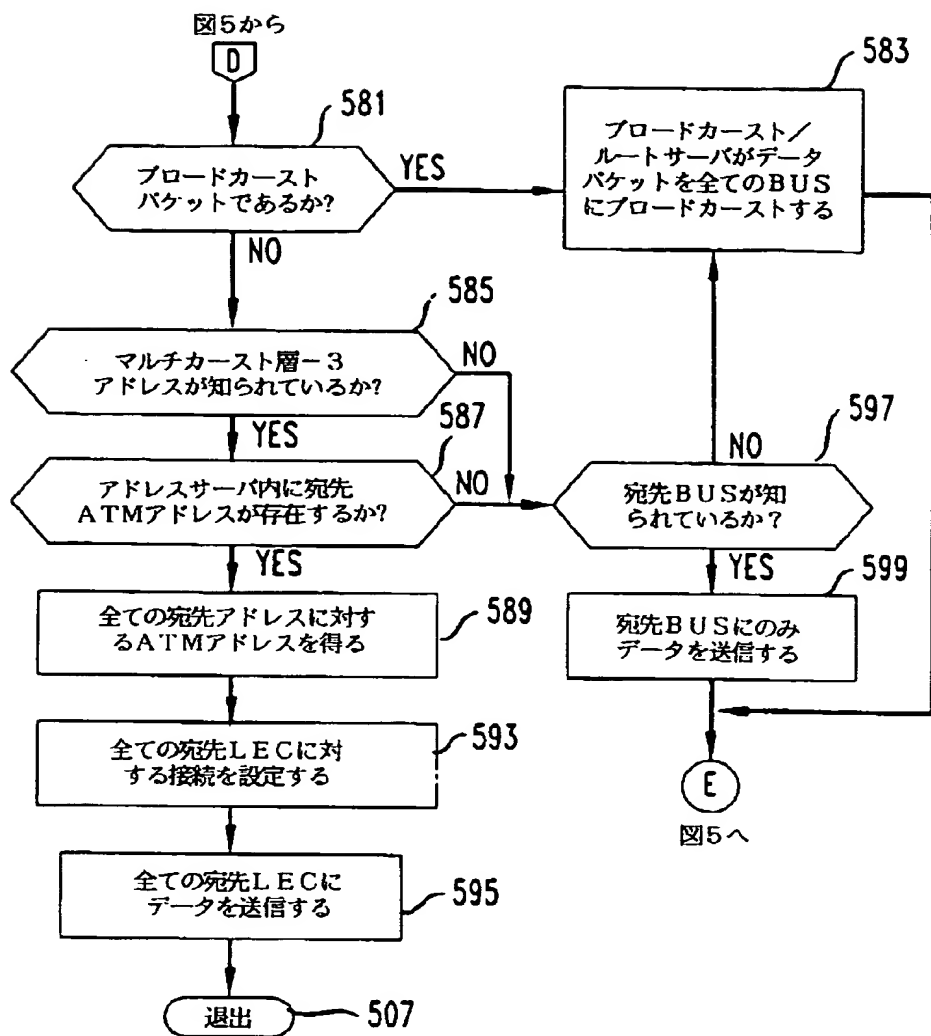 図5から
D
581
ブロードカースト
パケットであるか?
YES
NO
583
ブロードカースト/
ルートサーバがデータ
パケットを全てのBUS
にブロードカーストする
585
マルチカースト層-3
アドレスが知られているか?
NO
YES
587
アドレスサーバ内に宛先
ATMアドレスが存在するか?
NO
YES
597
宛先BUSが知
られているか?
NO
YES
589
全ての宛先アドレスに対
するATMアドレスを得る
599
宛先BUSにのみ
データを送信する
593
全ての宛先LECに対
する接続を設定する
E
図5へ
595
全ての宛先LECに
データを送信する
退出
507